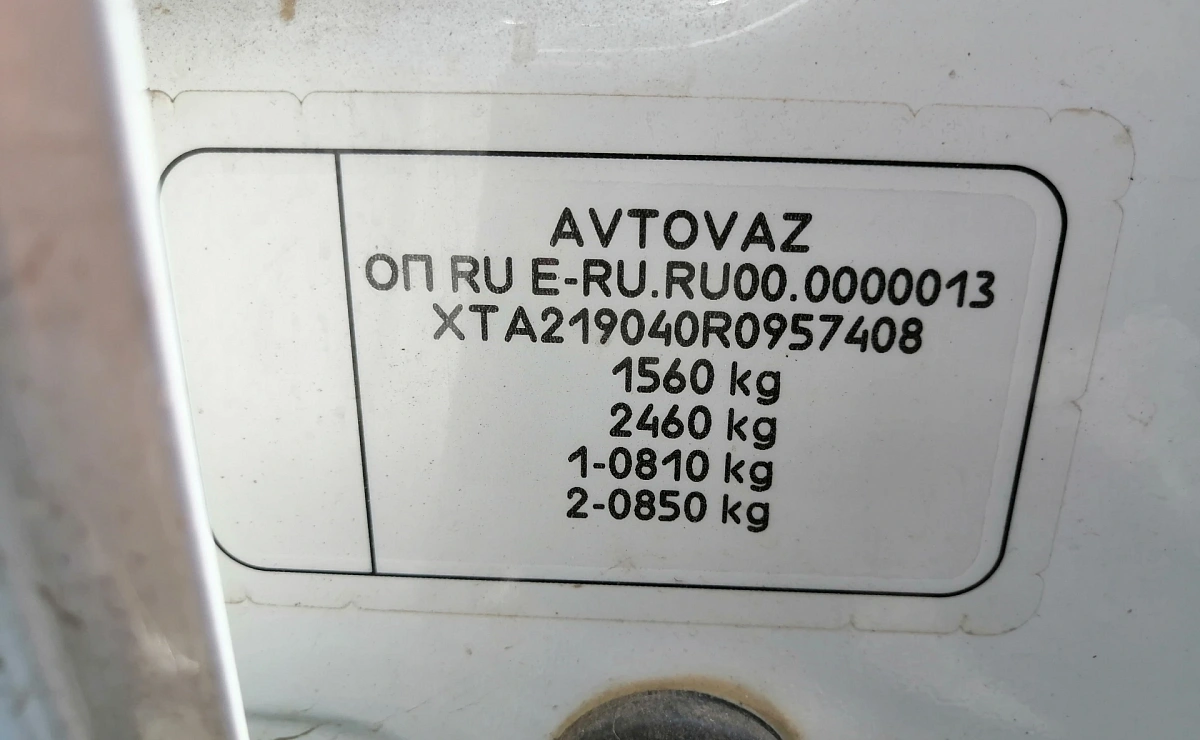 AVTOVAZ
ОП RU E-RU.RU00.0000013
XTA219040R0957408
1560 kg
2460 kg
1-0810 kg
2-0850 kg